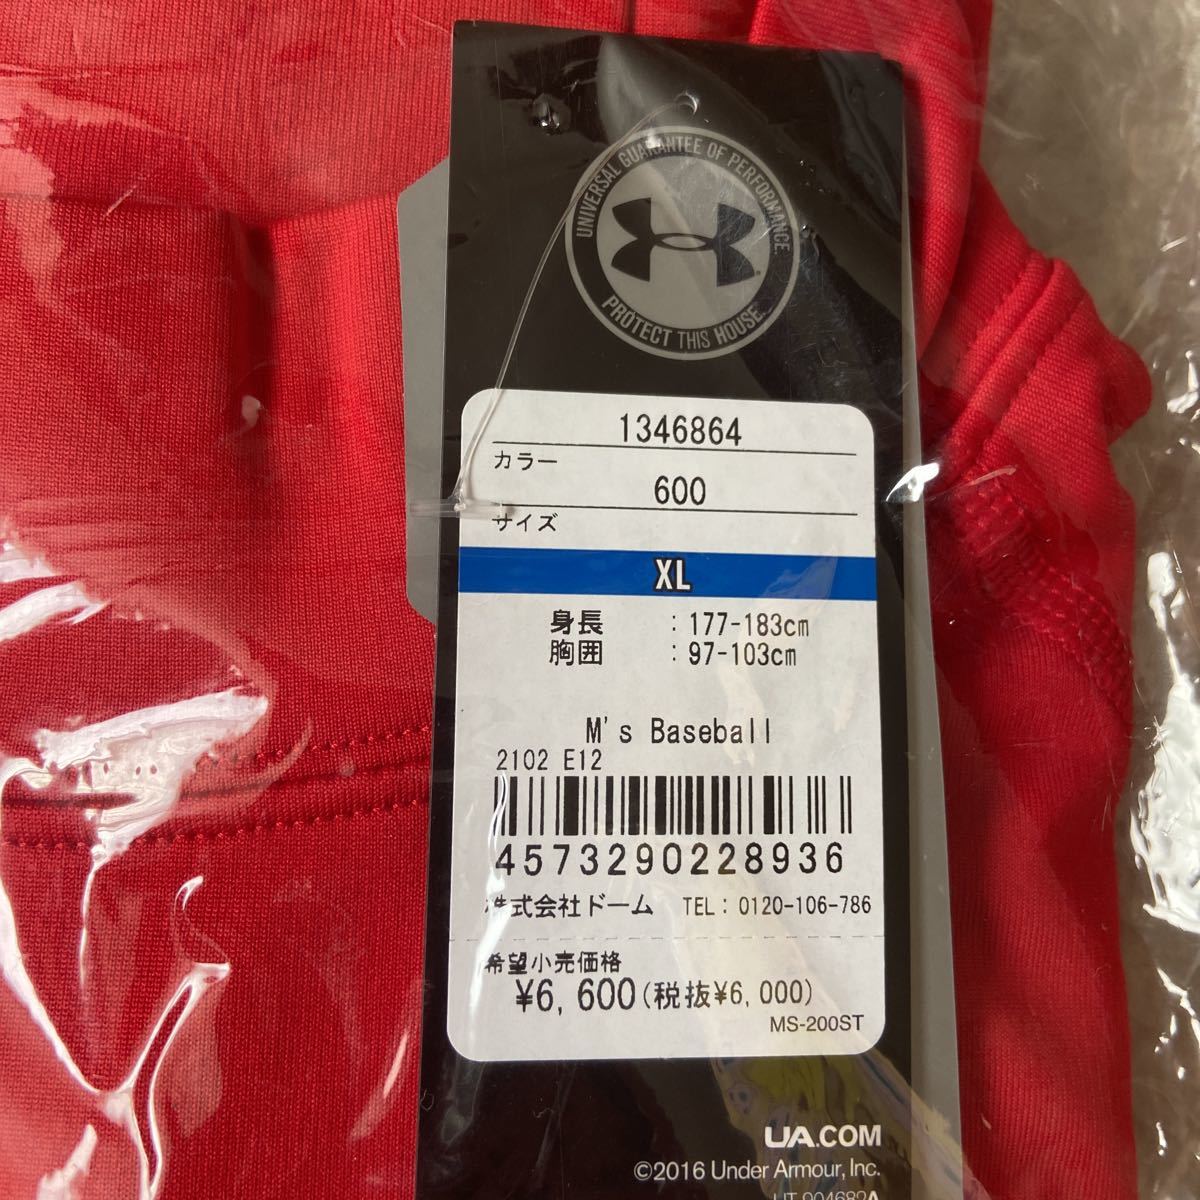 UNIVERSAL GUARANTEE OF PERFORMANCE
PROTECT THIS HOUSE.
1346864
カラー
600
サイズ
XL
身長 : 177-183cm
胸囲 : 97-103cm
M's Baseball
2102 E12
4573290228936
株式会社ドーム TEL: 0120-106-786
希望小売価格
¥6,600(税抜¥6,000)
MS-200ST
UA.COM
©2016 Under Armour, Inc.
UT-904682A